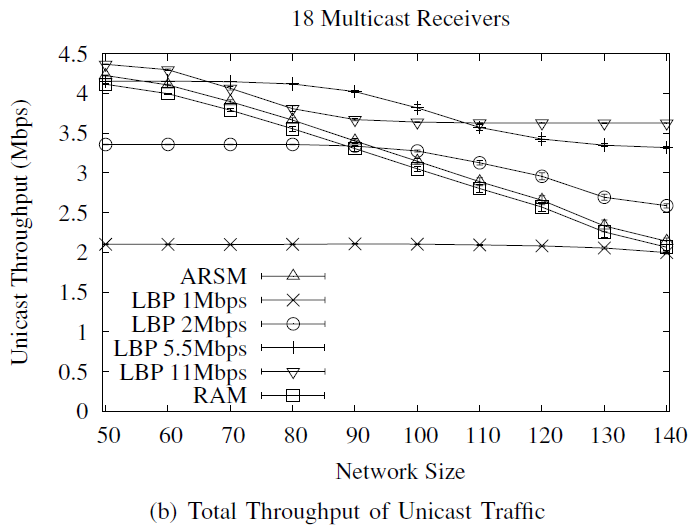 18 Multicast Receivers
4.5
4
3.5
3
2.5
2
1.5
1
0.5
0
Unicast Throughput (Mbps)
ARSM
LBP 1Mbps
LBP 2Mbps
LBP 5.5Mbps
LBP 11Mbps
RAM
50 60 70 80 90 100 110 120 130 140
Network Size
(b) Total Throughput of Unicast Traffic